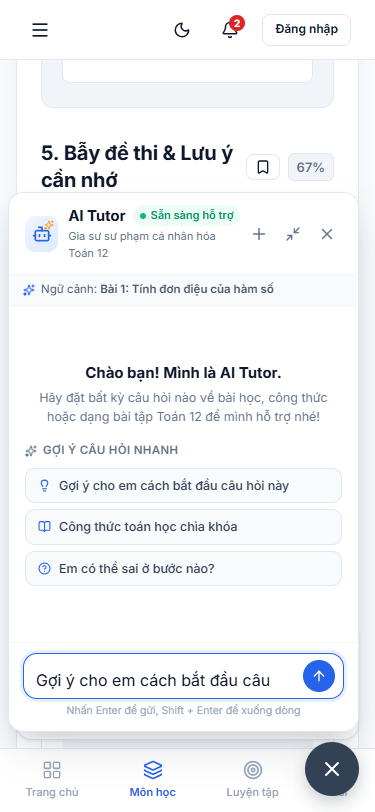 2
Đăng nhập
5. Bẫy đề thi & Lưu ý
cần nhớ
67%
AI Tutor
Sẵn sàng hỗ trợ
Gia sư sư phạm cá nhân hóa
Toán 12
Ngữ cảnh: Bài 1: Tính đơn điệu của hàm số
Chào bạn! Mình là AI Tutor.
Hãy đặt bất kỳ câu hỏi nào về bài học, công thức
hoặc dạng bài tập Toán 12 để mình hỗ trợ nhé!
GỢI Ý CÂU HỎI NHANH
Gợi ý cho em cách bắt đầu câu hỏi này
Công thức toán học chìa khóa
Em có thể sai ở bước nào?
Gợi ý cho em cách bắt đầu câu
Nhấn Enter để gửi, Shift + Enter để xuống dòng
Trang chủ
Môn học
Luyện tập